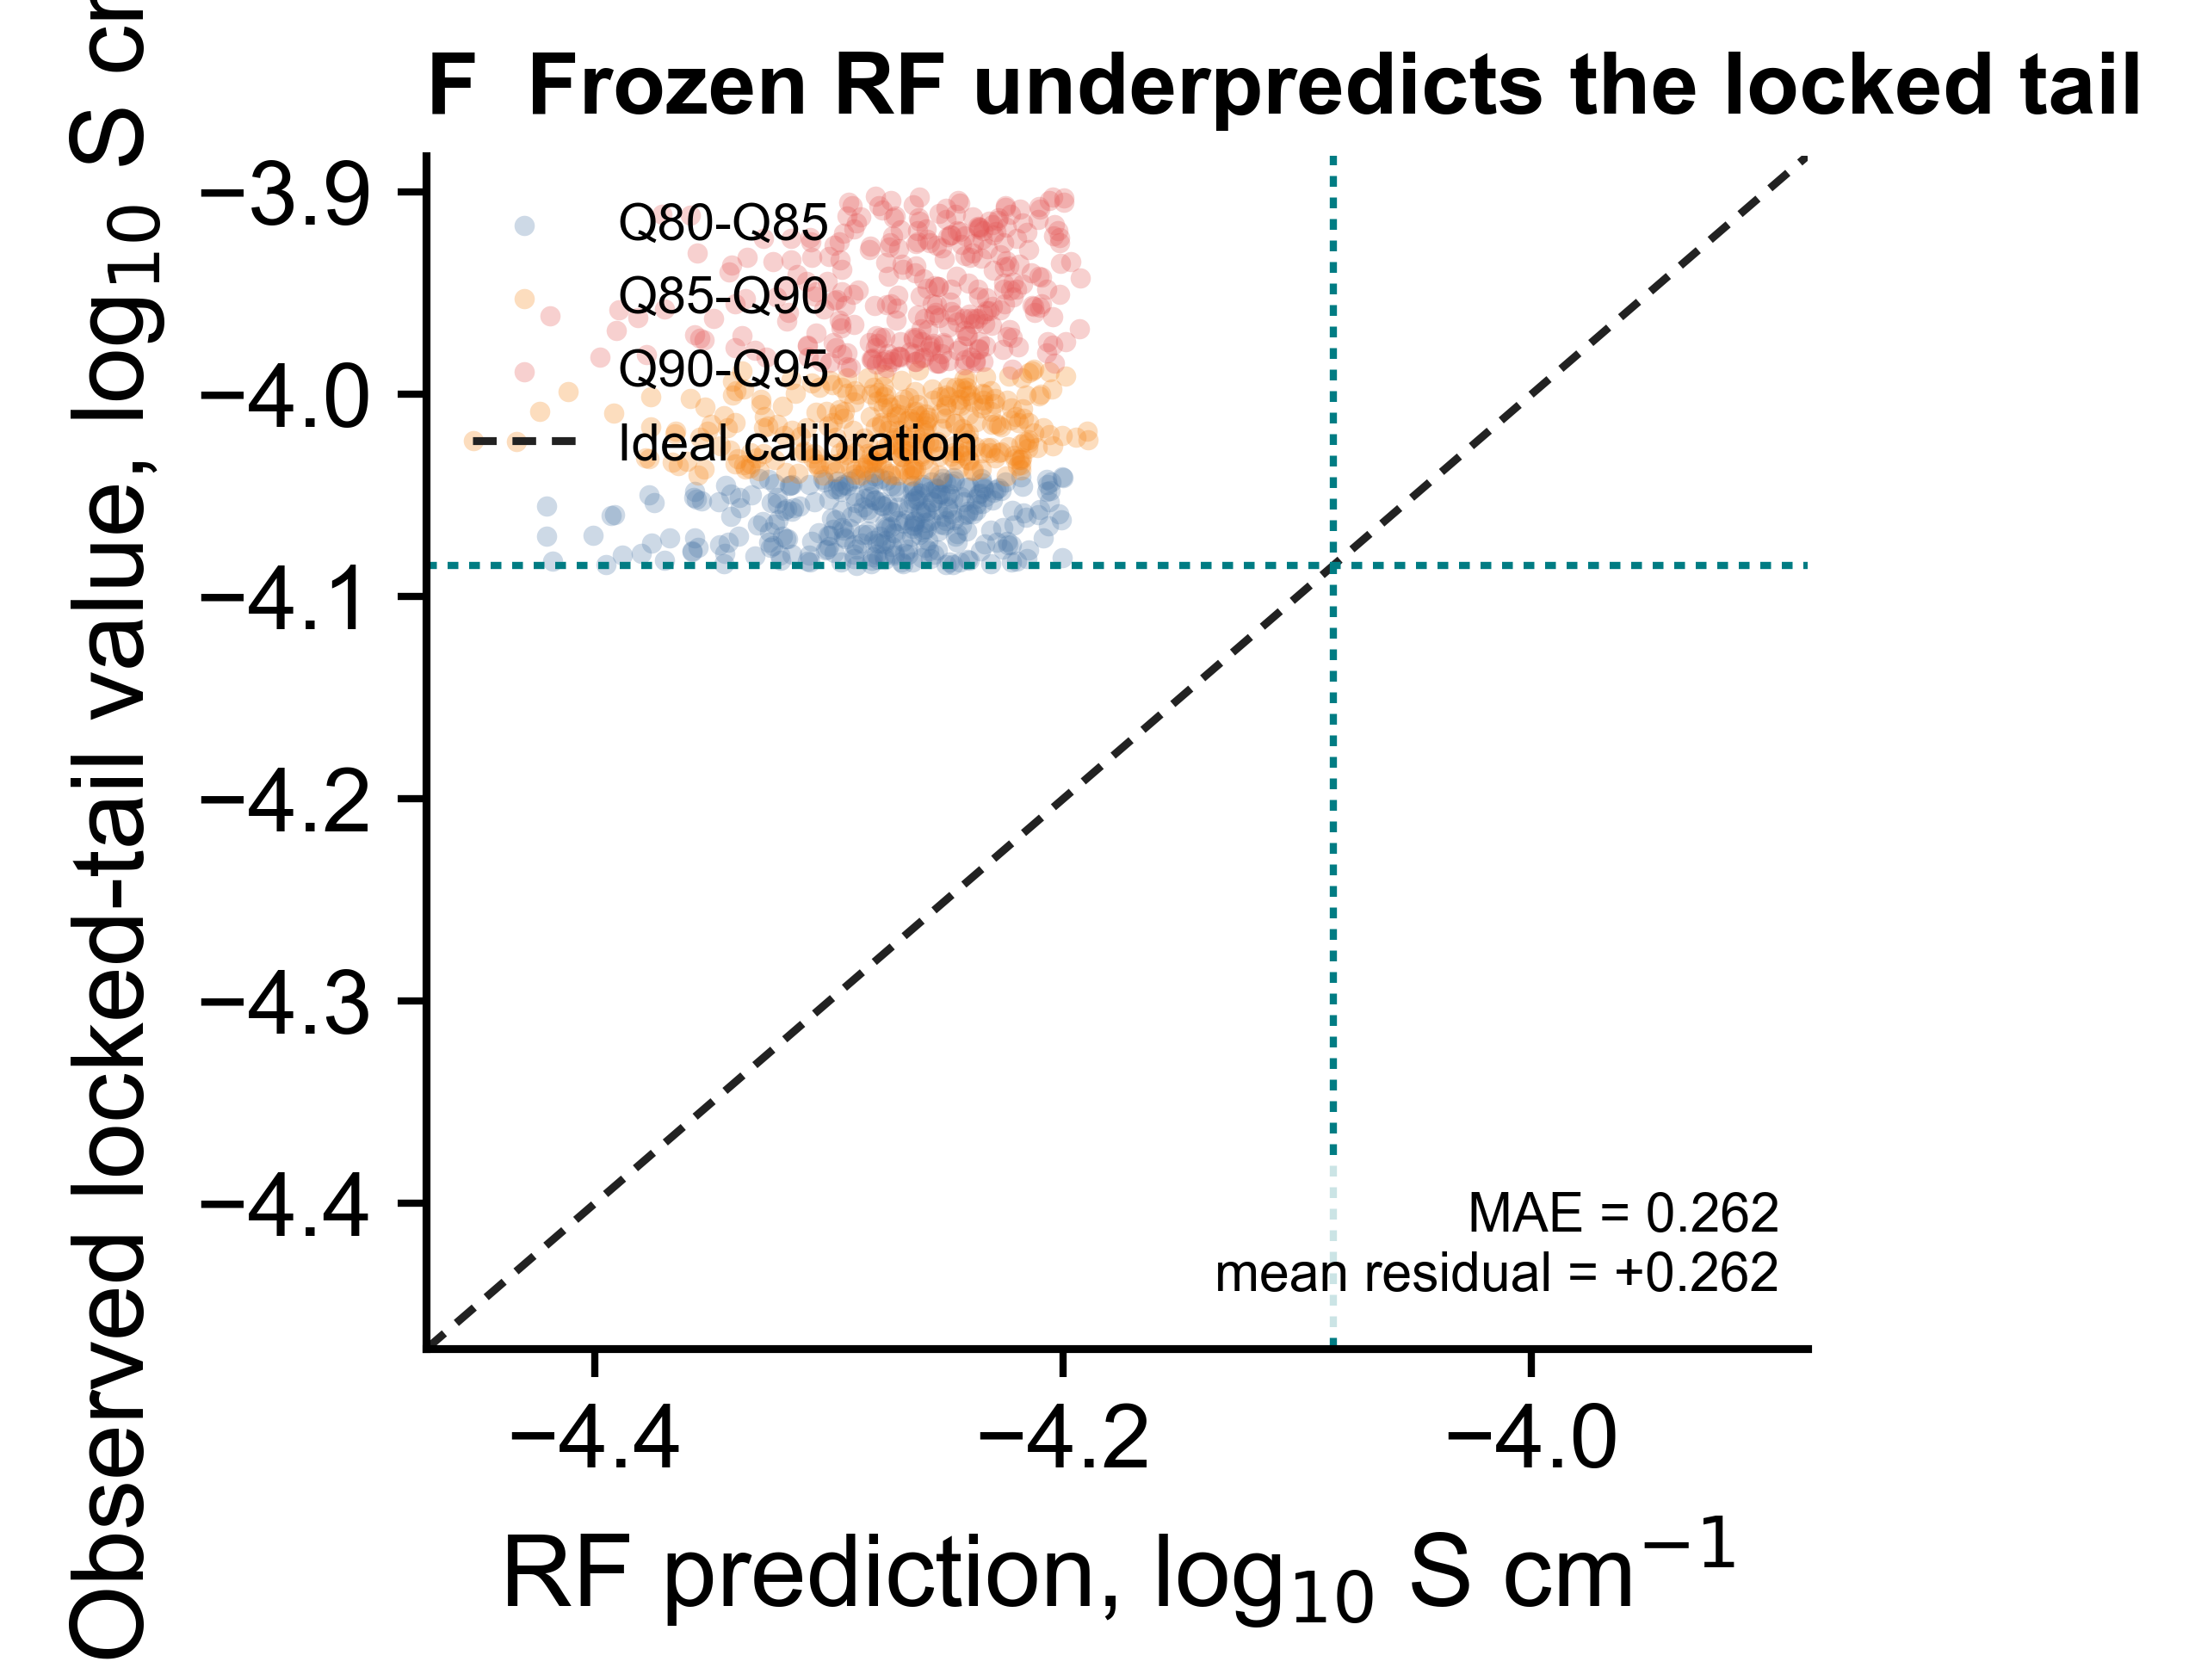 F Frozen RF underpredicts the locked tail
Observed locked-tail value, log₁₀ S
−3.9
−4.0
−4.1
−4.2
−4.3
−4.4
Q80-Q85
Q85-Q90
Q90-Q95
Ideal calibration
MAE = 0.262
mean residual = +0.262
−4.4 −4.2 −4.0
RF prediction, log₁₀ S cm⁻¹